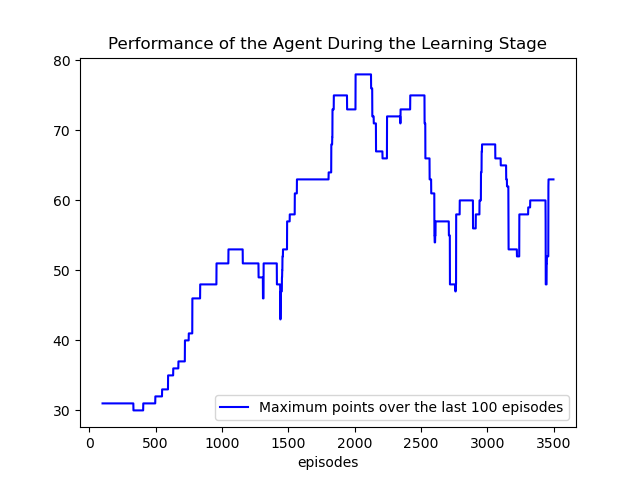 Performance of the Agent During the Learning Stage
80
70
60
50
40
30
Maximum points over the last 100 episodes
0 500 1000 1500 2000 2500 3000 3500
episodes